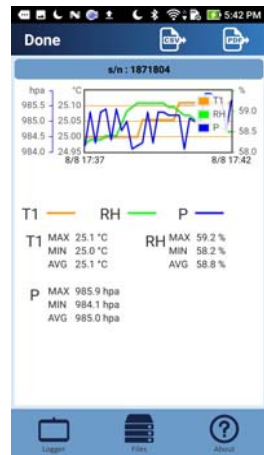 5:42 PM
Done CSV PDF
s/n : 1871804
hpa °C %
985.5 25.10 T1 59.0
985.0 25.05 RH 58.5
984.5 25.00 P
984.0 24.95 58.0
8/8 17:37 8/8 17:42
T1 RH P
T1 MAX 25.1 °C RH MAX 59.2 %
MIN 25.0 °C MIN 58.2 %
AVG 25.1 °C AVG 58.8 %
P MAX 985.9 hpa
MIN 984.1 hpa
AVG 985.0 hpa
Logger Files About